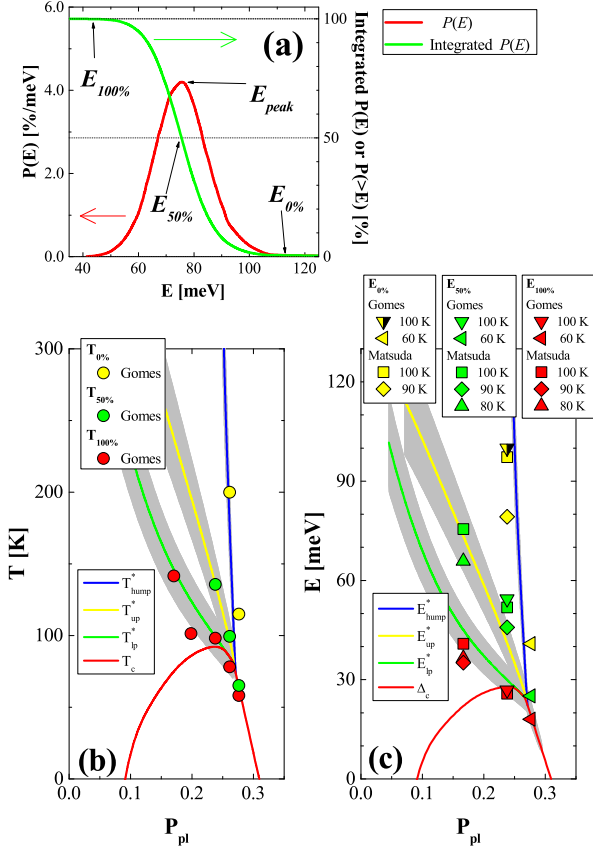 (a)
P(E)
Integrated P(E)
6.0
4.0
2.0
0.0
P(E) [%/meV]
100
50
0
Integrated P(E) or P(>E) [%]
E100%
Epeak
E50%
E0%
40 60 80 100 120
E [meV]
E0%
Gomes
100 K
60 K
Matsuda
100 K
90 K
E50%
Gomes
100 K
60 K
Matsuda
100 K
90 K
80 K
E100%
Gomes
100 K
60 K
Matsuda
100 K
90 K
80 K
T0%
Gomes
T50%
Gomes
T100%
Gomes
300
200
100
0
T [K]
T*hump
T*up
T*lp
Tc
(b)
0.0 0.1 0.2 0.3
Ppl
120
90
60
30
0
E [meV]
E*hump
E*up
E*lp
Δc
(c)
0.0 0.1 0.2 0.3
Ppl